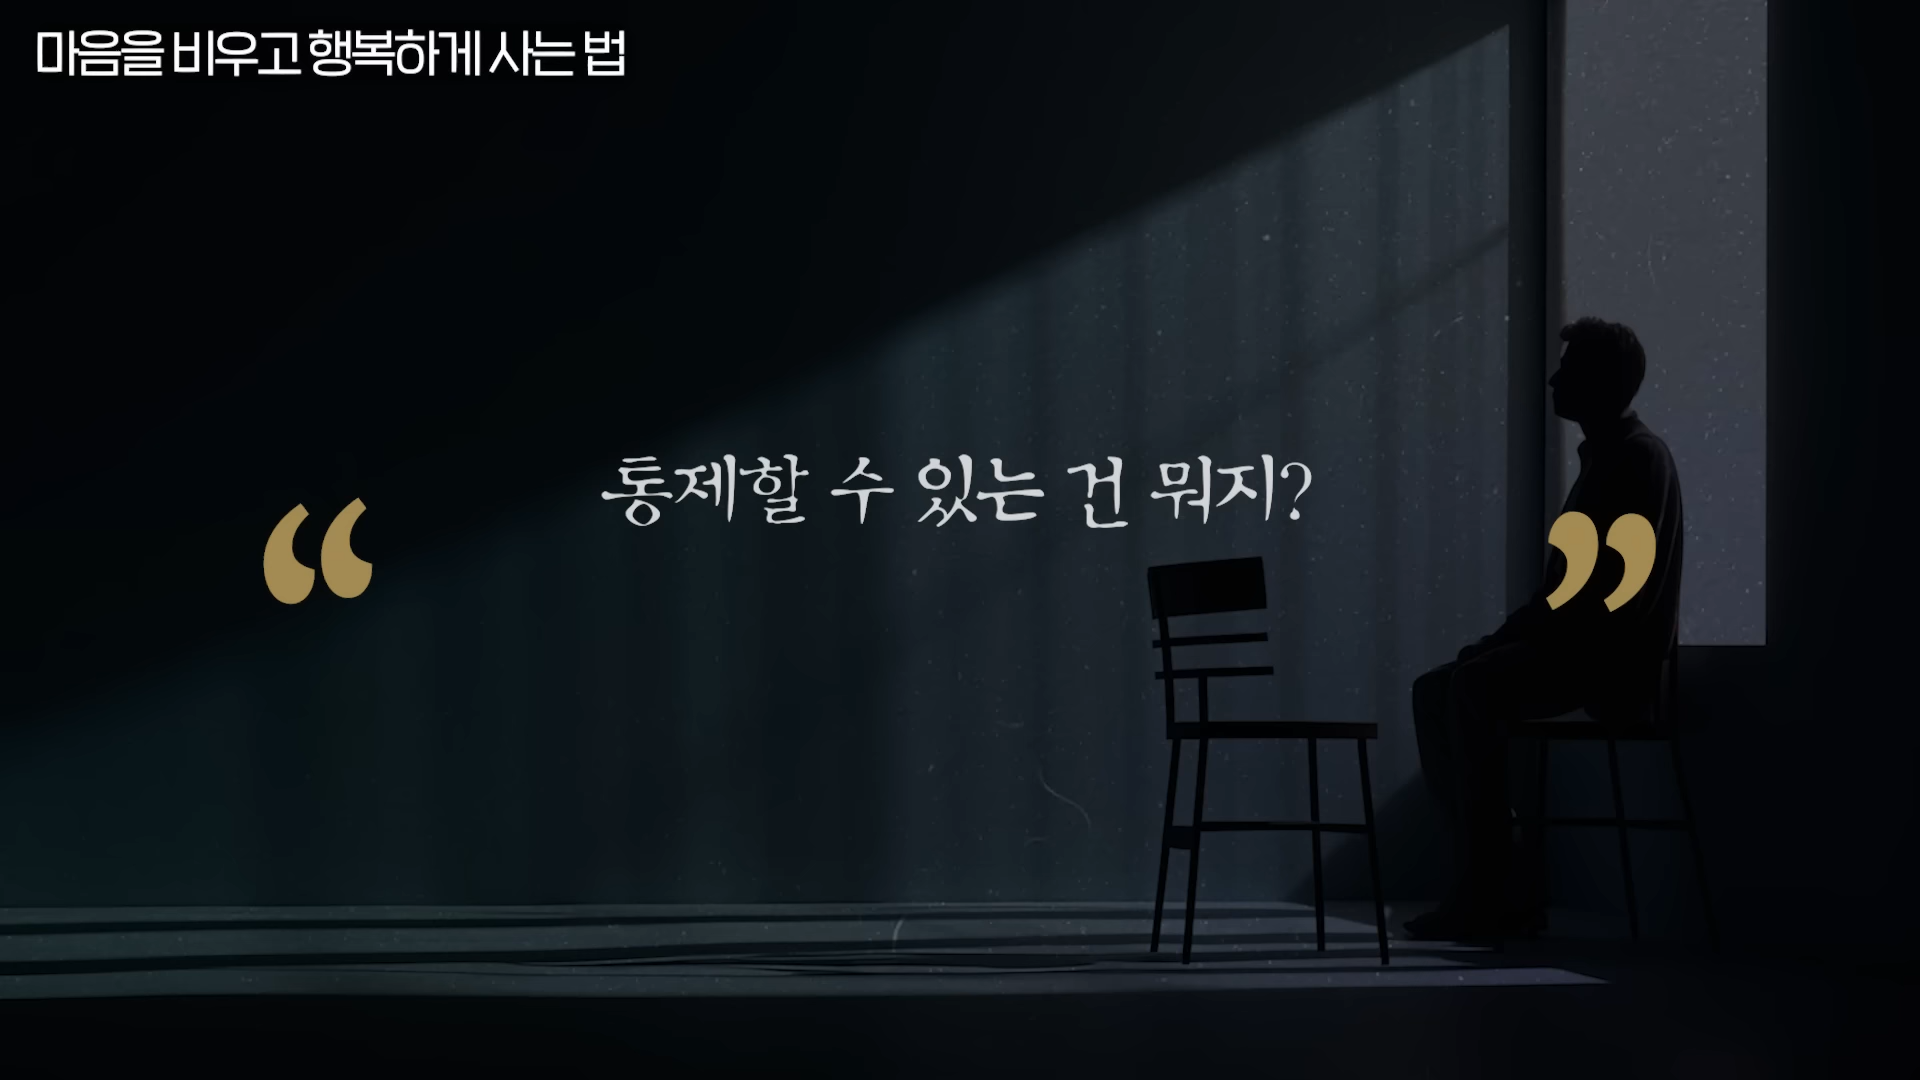 마음을 비우고 행복하게 사는 법
“ 통제할 수 있는 건 뭐지? ”